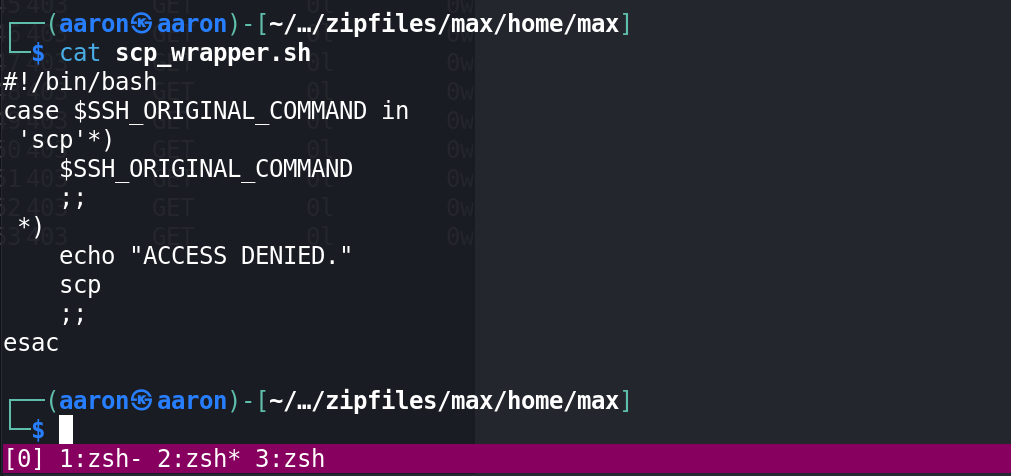 ┌──(aaron㉿aaron)-[~/…/zipfiles/max/home/max]
└─$ cat scp_wrapper.sh
#!/bin/bash
case $SSH_ORIGINAL_COMMAND in
 'scp'*)
    $SSH_ORIGINAL_COMMAND
    ;;
 *)
    echo "ACCESS DENIED."
    scp
    ;;
esac

┌──(aaron㉿aaron)-[~/…/zipfiles/max/home/max]
└─$
[0] 1:zsh- 2:zsh* 3:zsh